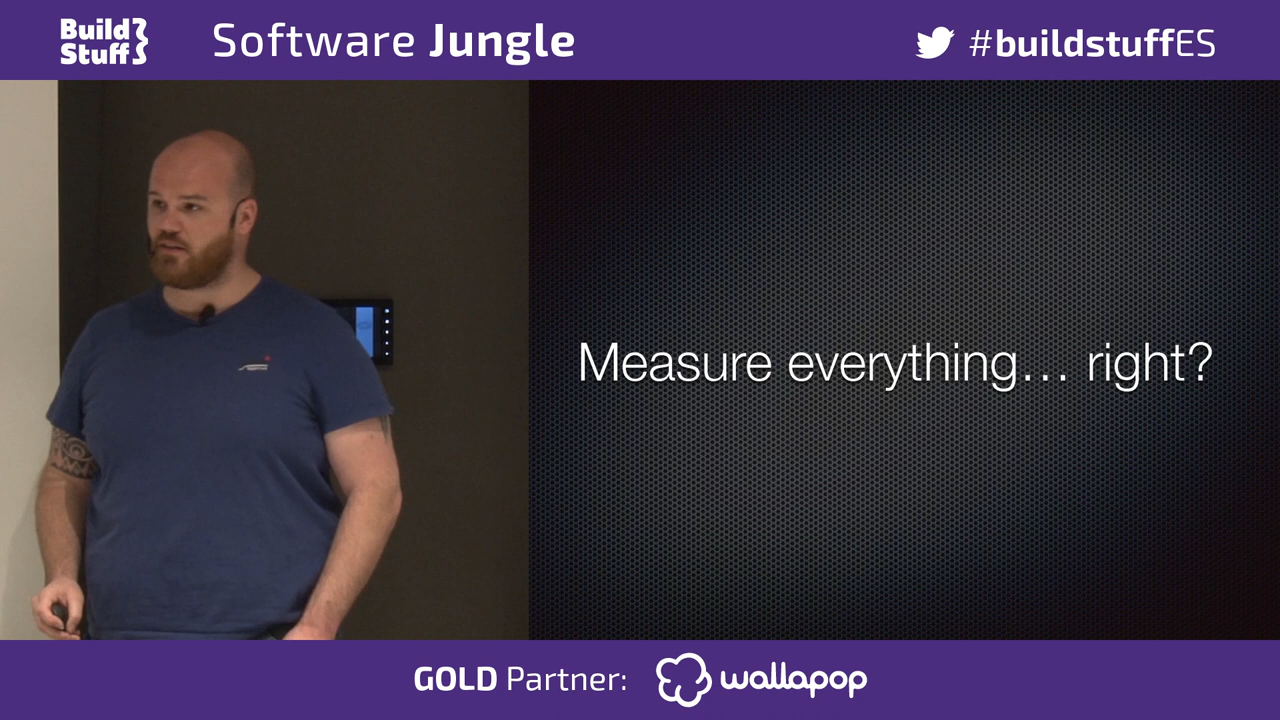 Build Stuff
Software Jungle
#buildstuffES
Measure everything... right?
GOLD Partner: wallapop